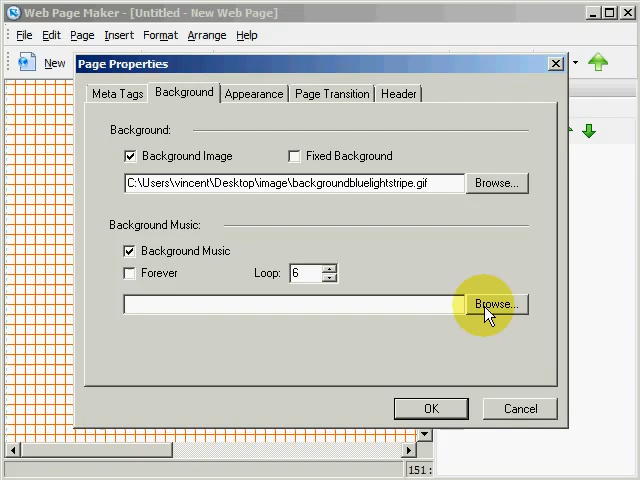 Web Page Maker - [Untitled - New Web Page]
File Edit Page Insert Format Arrange Help
New
Page Properties
Meta Tags Background Appearance Page Transition Header
Background:
Background Image Fixed Background
C:\Users\vincent\Desktop\image\backgroundbluelightstripe.gif Browse...
Background Music:
Background Music
Forever Loop: 6
Browse...
OK Cancel
151: